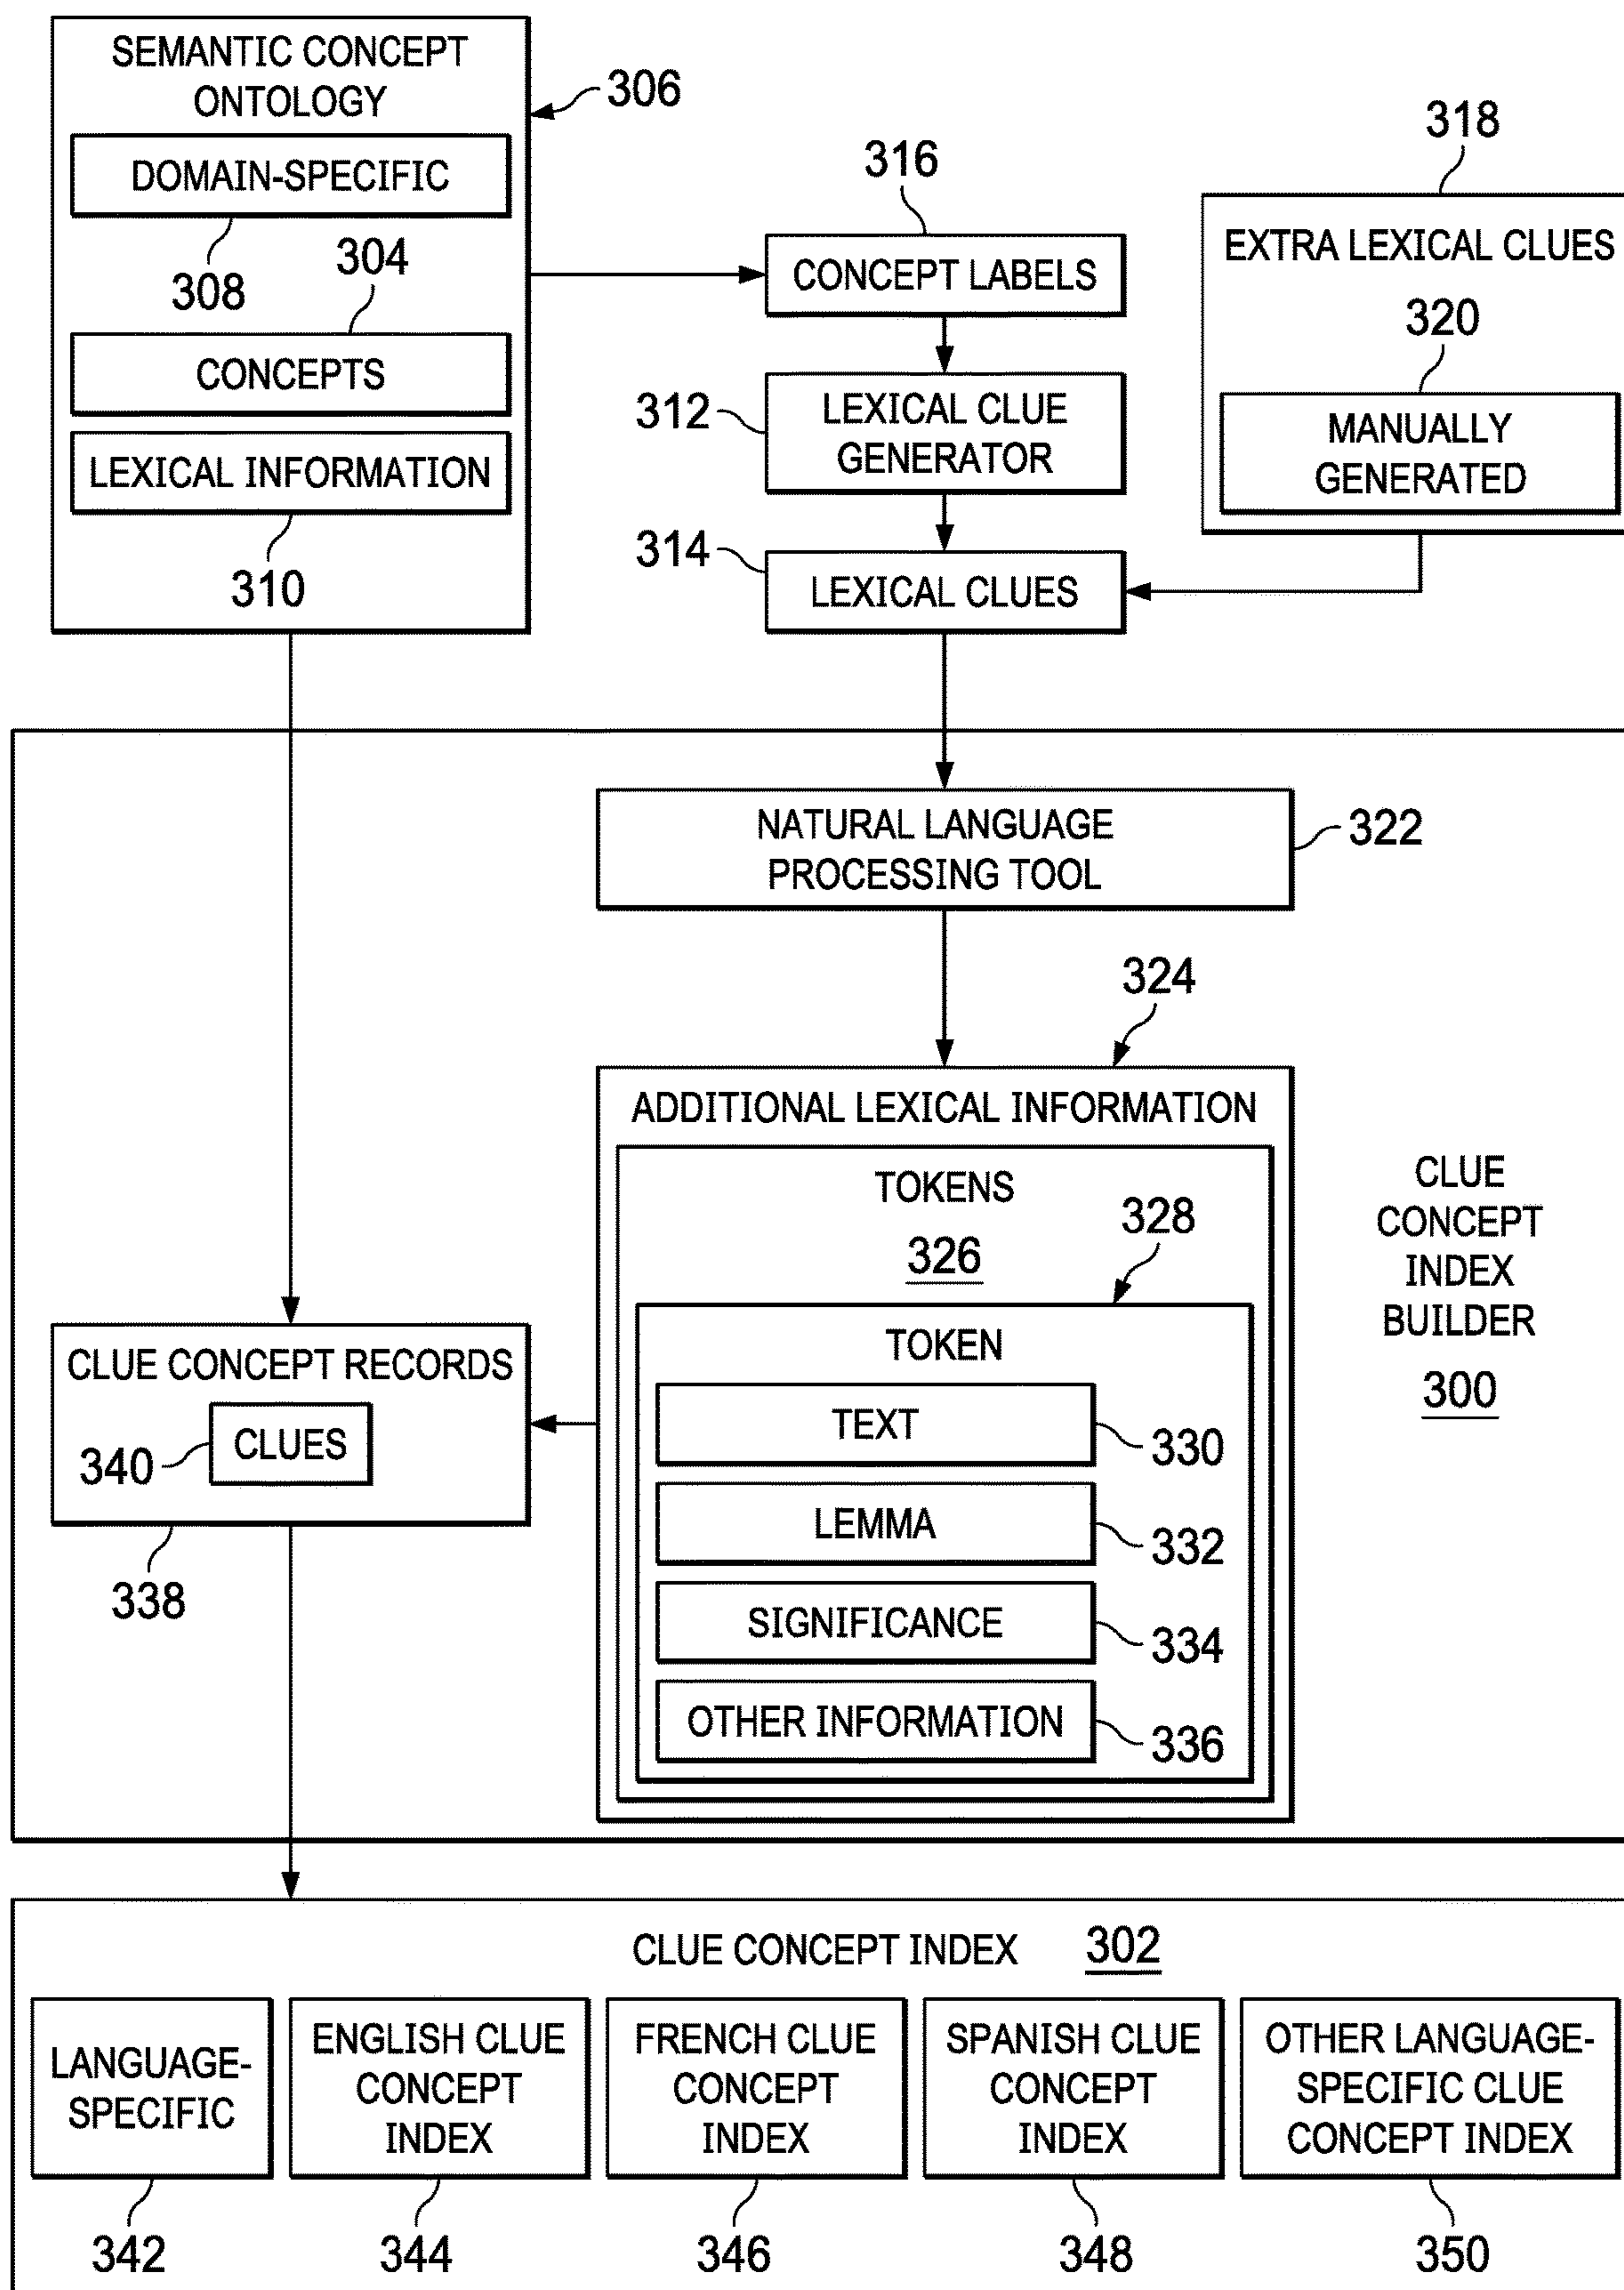 SEMANTIC CONCEPT
ONTOLOGY
306
DOMAIN-SPECIFIC
308
304
CONCEPTS
LEXICAL INFORMATION
310
316
CONCEPT LABELS
312
LEXICAL CLUE
GENERATOR
314
LEXICAL CLUES
318
EXTRA LEXICAL CLUES
320
MANUALLY
GENERATED
NATURAL LANGUAGE
PROCESSING TOOL
322
324
ADDITIONAL LEXICAL INFORMATION
TOKENS
326
328
TOKEN
TEXT
330
LEMMA
332
SIGNIFICANCE
334
OTHER INFORMATION
336
CLUE
CONCEPT
INDEX
BUILDER
300
CLUE CONCEPT RECORDS
340
CLUES
338
CLUE CONCEPT INDEX 302
LANGUAGE-
SPECIFIC
342
ENGLISH CLUE
CONCEPT
INDEX
344
FRENCH CLUE
CONCEPT
INDEX
346
SPANISH CLUE
CONCEPT
INDEX
348
OTHER LANGUAGE-
SPECIFIC CLUE
CONCEPT INDEX
350